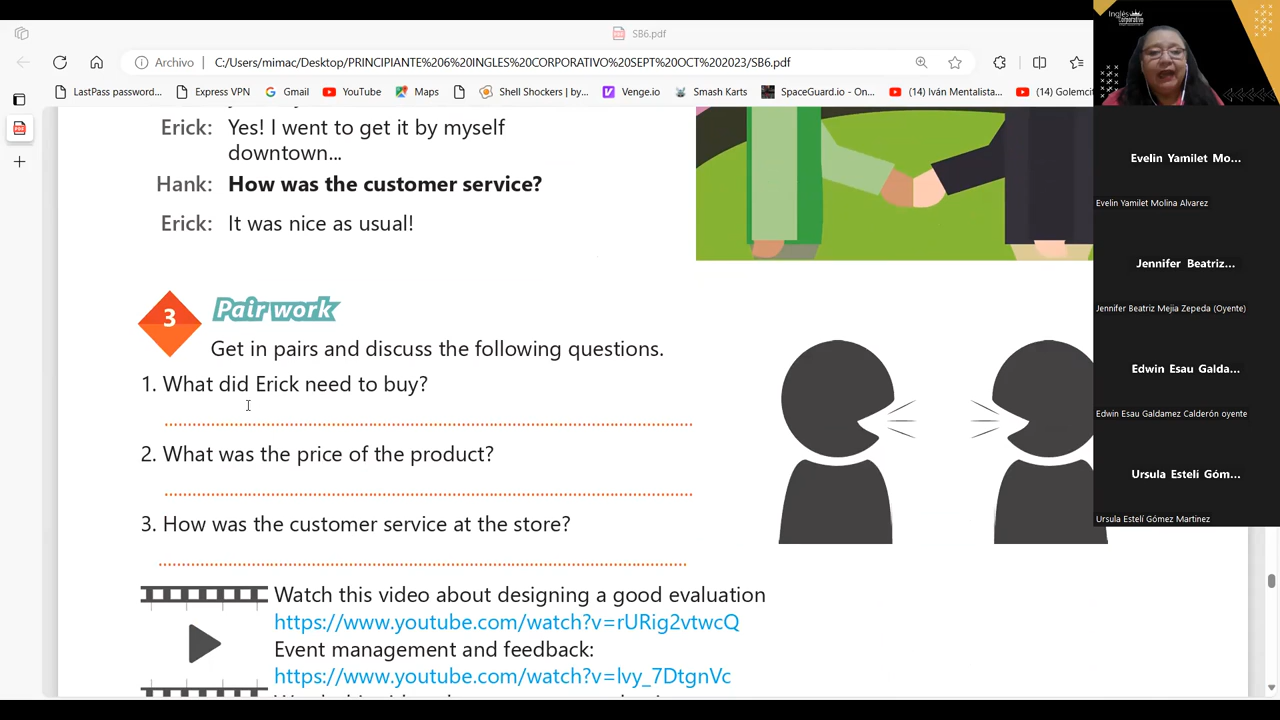 SB6.pdf
Archivo
C:/Users/mimac/Desktop/PRINCIPIANTE%206%20INGLES%20CORPORATIVO%20SEPT%20OCT%202023/SB6.pdf
LastPass password...
Express VPN
Gmail
YouTube
Maps
Shell Shockers | by...
Venge.io
Smash Karts
SpaceGuard.io - On...
(14) Iván Mentalista...
(14) Golemcit
Erick: Yes! I went to get it by myself
downtown...
Hank: How was the customer service?
Erick: It was nice as usual!
3
Pair work
Get in pairs and discuss the following questions.
1. What did Erick need to buy?
2. What was the price of the product?
3. How was the customer service at the store?
Watch this video about designing a good evaluation
https://www.youtube.com/watch?v=rURig2vtwcQ
Event management and feedback:
https://www.youtube.com/watch?v=lvy_7DtgnVc
Inglés
Corporativo
Evelin Yamilet Mo...
Evelin Yamilet Molina Alvarez
Jennifer Beatriz...
Jennifer Beatriz Mejia Zepeda (Oyente)
Edwin Esau Galda...
Edwin Esau Galdamez Calderón oyente
Ursula Estelí Góm...
Ursula Estelí Gómez Martinez